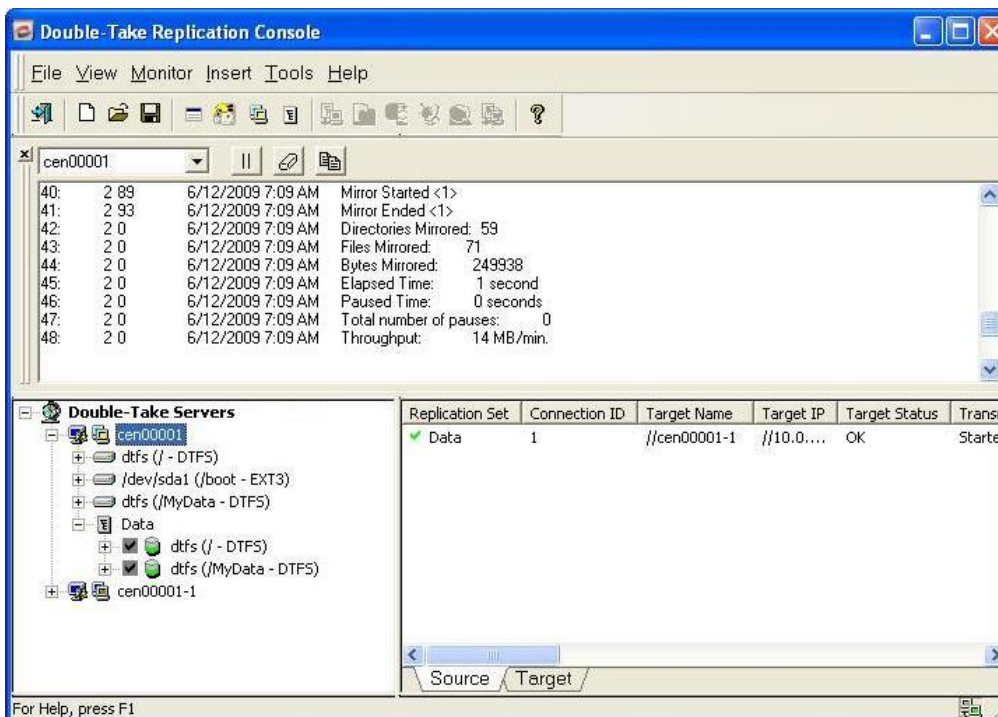 Double-Take Replication Console
File View Monitor Insert Tools Help
cen00001
40: 2 89 6/12/2009 7:09 AM Mirror Started <1>
41: 2 93 6/12/2009 7:09 AM Mirror Ended <1>
42: 2 0 6/12/2009 7:09 AM Directories Mirrored: 59
43: 2 0 6/12/2009 7:09 AM Files Mirrored: 71
44: 2 0 6/12/2009 7:09 AM Bytes Mirrored: 249938
45: 2 0 6/12/2009 7:09 AM Elapsed Time: 1 second
46: 2 0 6/12/2009 7:09 AM Paused Time: 0 seconds
47: 2 0 6/12/2009 7:09 AM Total number of pauses: 0
48: 2 0 6/12/2009 7:09 AM Throughput: 14 MB/min.
Double-Take Servers
cen00001
dtfs (/ - DTFS)
/dev/sda1 (/boot - EXT3)
dtfs (/MyData - DTFS)
Data
dtfs (/ - DTFS)
dtfs (/MyData - DTFS)
cen00001-1
Replication Set Connection ID Target Name Target IP Target Status Transi
Data 1 //cen00001-1 //10.0.... OK Starte
Source Target
For Help, press F1